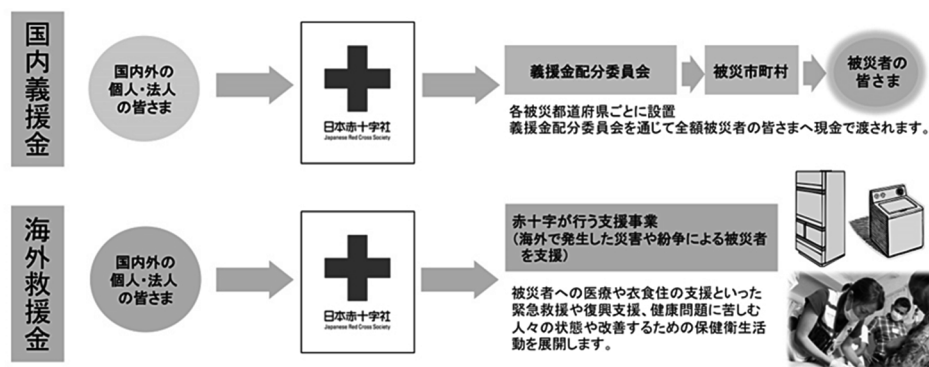 国内義援金
国内外の
個人・法人
の皆さま
日本赤十字社
Japanese Red Cross Society
義援金配分委員会
被災市町村
被災者の
皆さま
各被災都道府県ごとに設置
義援金配分委員会を通じて全額被災者の皆さまへ現金で渡されます。
海外救援金
国内外の
個人・法人
の皆さま
日本赤十字社
Japanese Red Cross Society
赤十字が行う支援事業
（海外で発生した災害や紛争による被災者
を支援）
被災者への医療や衣食住の支援といった
緊急救援や復興支援、健康問題に苦しむ
人々の状態や改善するための保健衛生活
動を展開します。